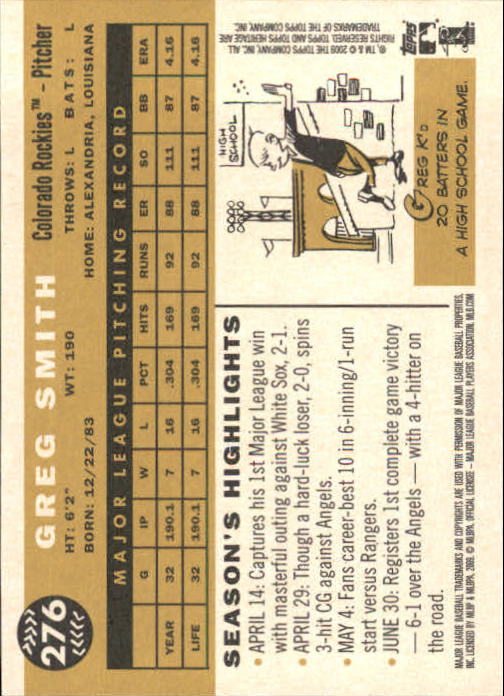 276
GREG SMITH
Colorado Rockies™ – Pitcher
HT: 6'2" WT: 190 THROWS: L BATS: L
BORN: 12/22/83 HOME: ALEXANDRIA, LOUISIANA
MAJOR LEAGUE PITCHING RECORD
G IP W L PCT HITS RUNS ER SO BB ERA
YEAR 32 190.1 7 16 .304 169 92 88 111 87 4.16
LIFE 32 190.1 7 16 .304 169 92 88 111 87 4.16
SEASON'S HIGHLIGHTS
• APRIL 14: Captures his 1st Major League win
with masterful outing against White Sox, 2-1.
• APRIL 29: Though a hard-luck loser, 2-0, spins
3-hit CG against Angels.
• MAY 4: Fans career-best 10 in 6-inning/1-run
start versus Rangers.
• JUNE 30: Registers 1st complete game victory
— 6-1 over the Angels — with a 4-hitter on
the road.
HIGH SCHOOL
GREG K'D
20 BATTERS IN
A HIGH SCHOOL GAME.
®, TM & © 2009 THE TOPPS COMPANY, INC. ALL
RIGHTS RESERVED. TOPPS AND TOPPS HERITAGE ARE
TRADEMARKS OF THE TOPPS COMPANY, INC.
topps
MAJOR LEAGUE BASEBALL TRADEMARKS AND COPYRIGHTS ARE USED WITH PERMISSION OF MAJOR LEAGUE BASEBALL PROPERTIES,
INC. LICENSED BY MLBP & MLBPA, 2009. © MLBPA. OFFICIAL LICENSEE – MAJOR LEAGUE BASEBALL PLAYERS ASSOCIATION. MLB.COM